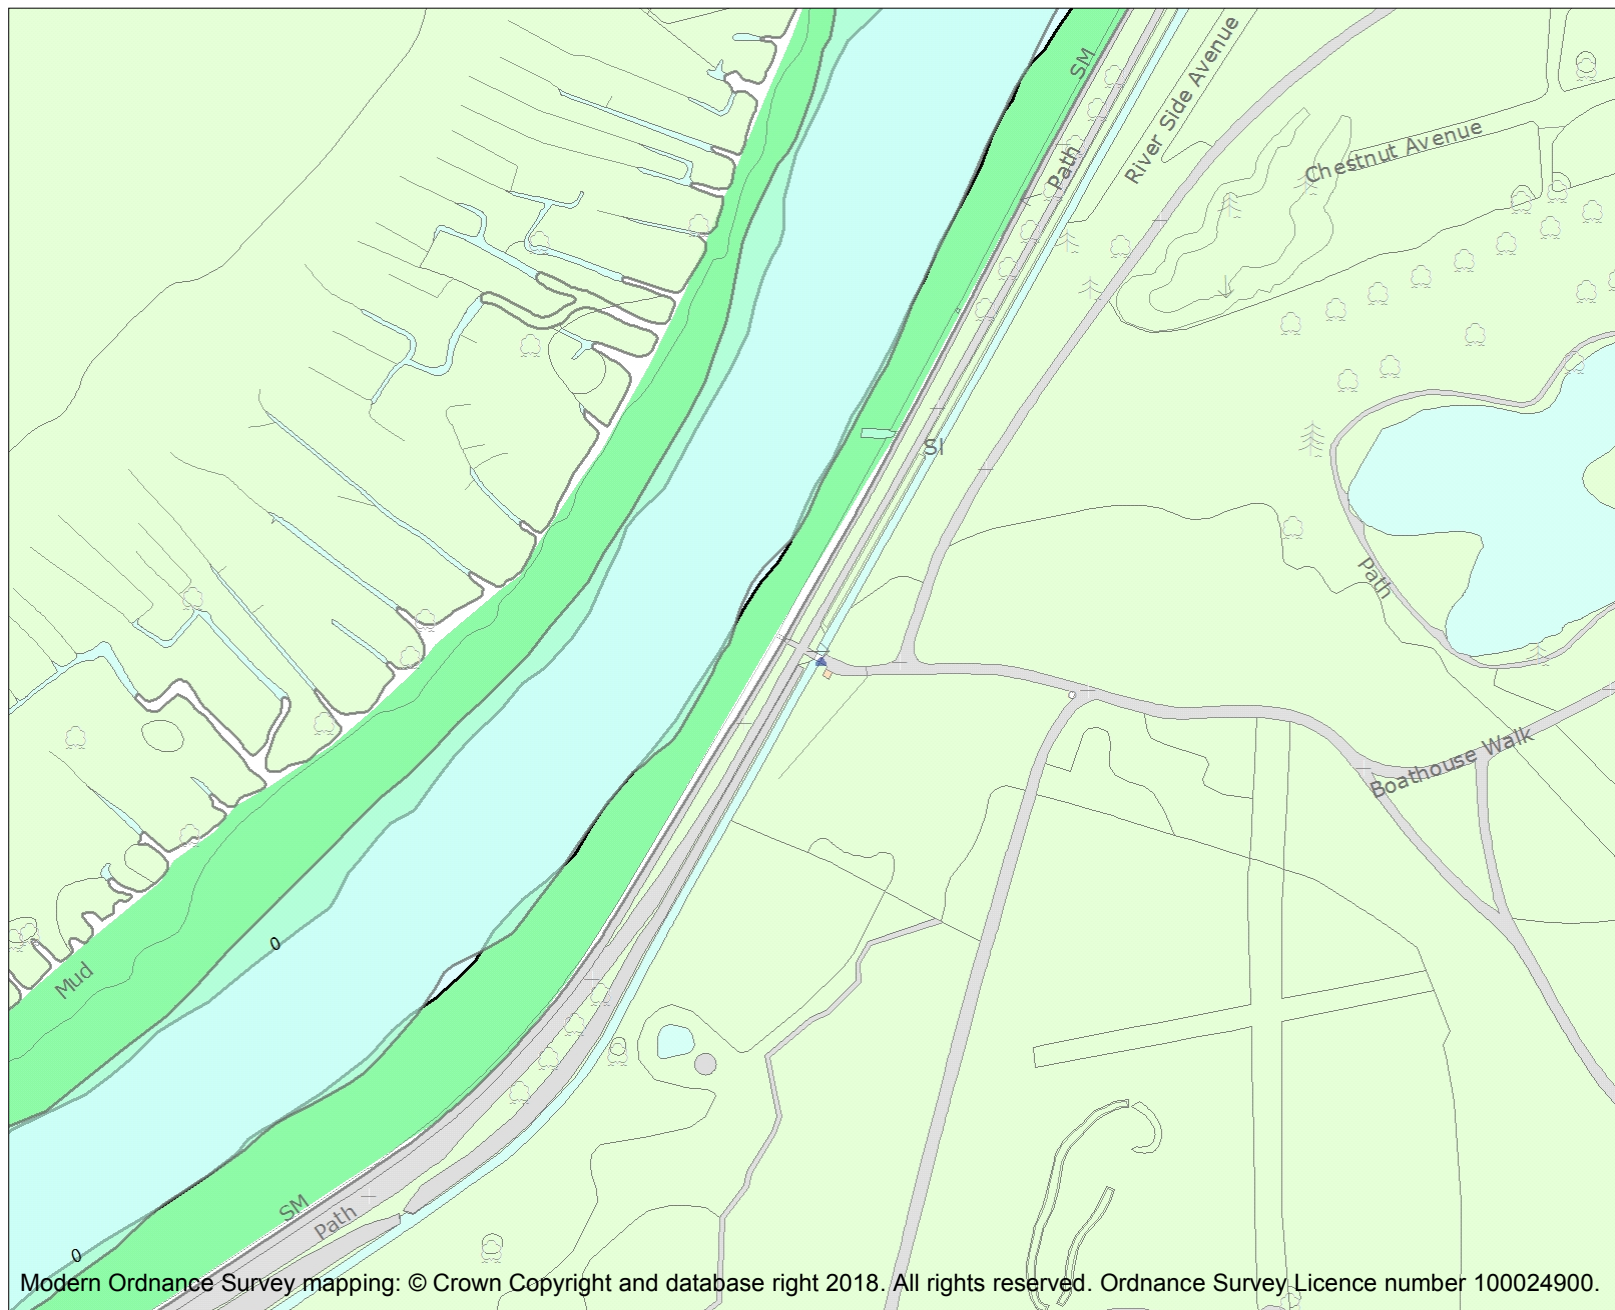 SM
River Side Avenue
Chestnut Avenue
Path
Sl
Path
Boathouse Walk
0
Mud
SM
Path
0
Modern Ordnance Survey mapping: © Crown Copyright and database right 2018. All rights reserved. Ordnance Survey Licence number 100024900.